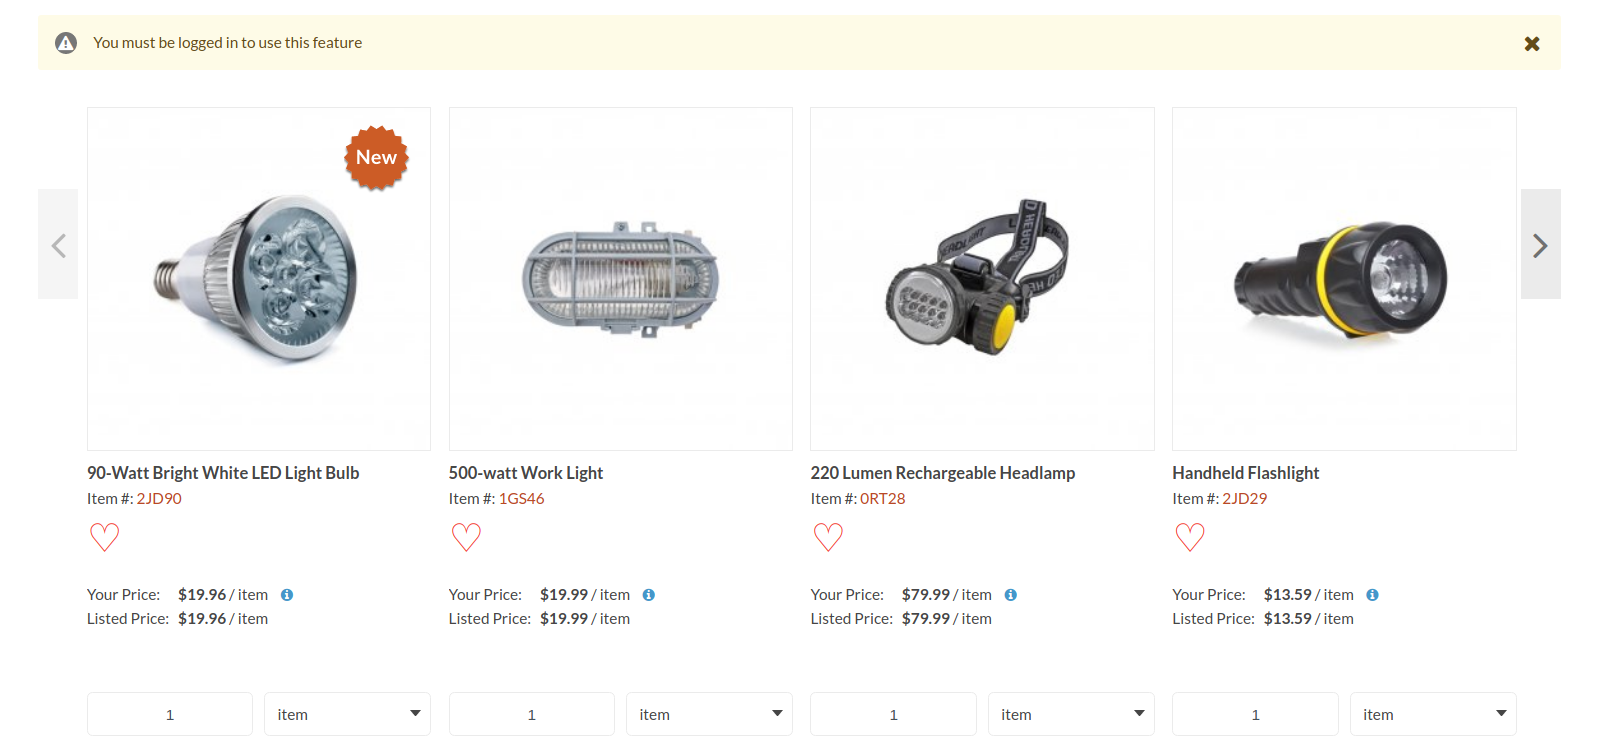 You must be logged in to use this feature
New
90-Watt Bright White LED Light Bulb
Item #: 2JD90
Your Price: $19.96 / item
Listed Price: $19.96 / item
1 item
500-watt Work Light
Item #: 1GS46
Your Price: $19.99 / item
Listed Price: $19.99 / item
1 item
220 Lumen Rechargeable Headlamp
Item #: 0RT28
Your Price: $79.99 / item
Listed Price: $79.99 / item
1 item
Handheld Flashlight
Item #: 2JD29
Your Price: $13.59 / item
Listed Price: $13.59 / item
1 item